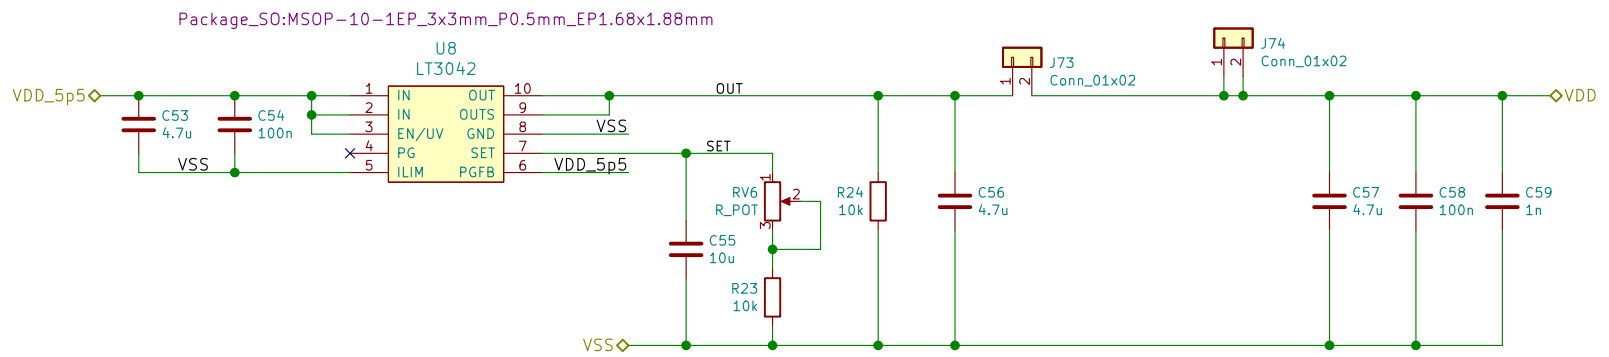 Package_SO:MSOP-10-1EP_3x3mm_P0.5mm_EP1.68x1.88mm
U8
LT3042
VDD_5p5
C53
4.7u
C54
100n
VSS
1
2
3
4
5
IN
IN
EN/UV
PG
ILIM
OUT
OUTS
GND
SET
PGFB
10
9
8
7
6
VSS
VDD_5p5
OUT
SET
C55
10u
RV6
R_POT
1
2
3
R23
10k
R24
10k
C56
4.7u
J73
Conn_01x02
1
2
J74
Conn_01x02
1
2
C57
4.7u
C58
100n
C59
1n
VDD
VSS